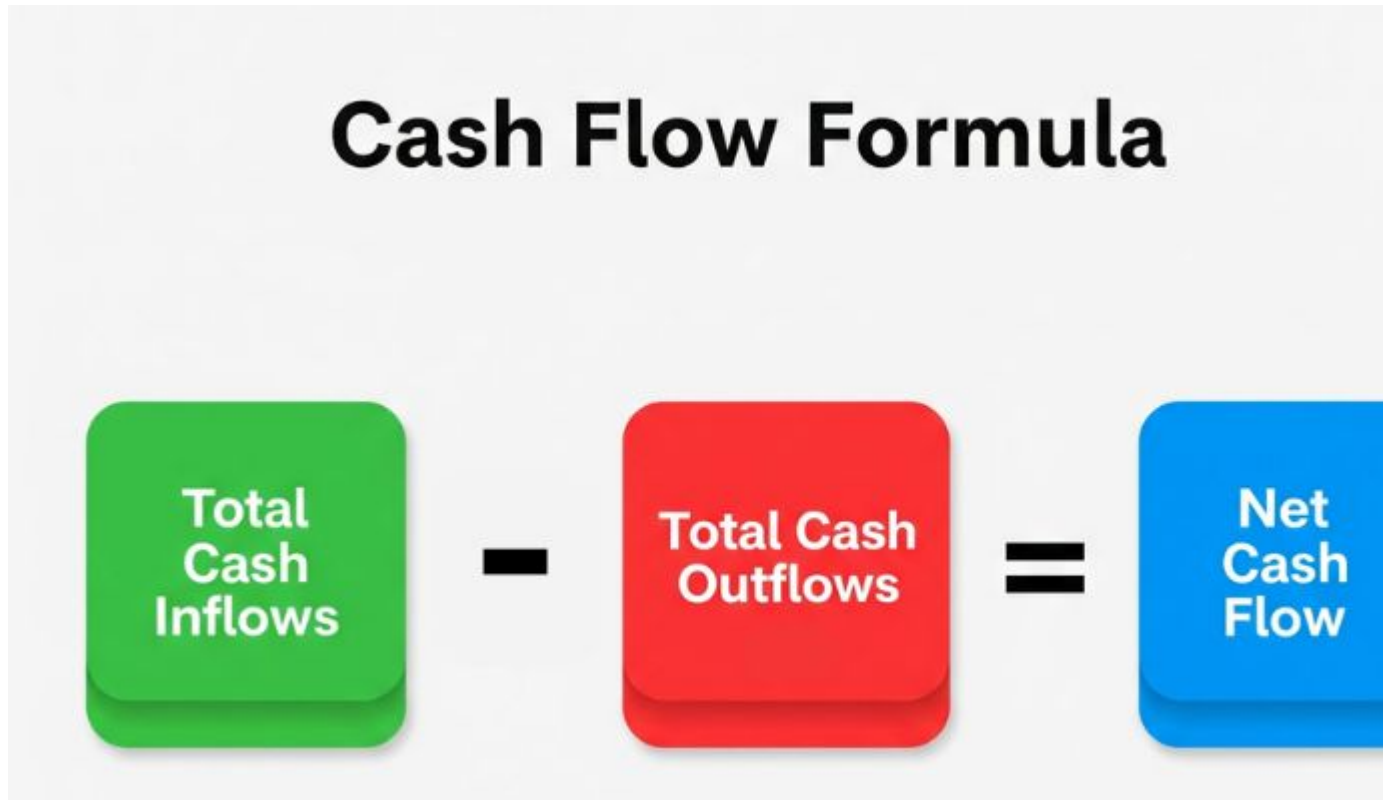 Cash Flow Formula
Total
Cash
Inflows
-
Total Cash
Outflows
=
Net
Cash
Flow